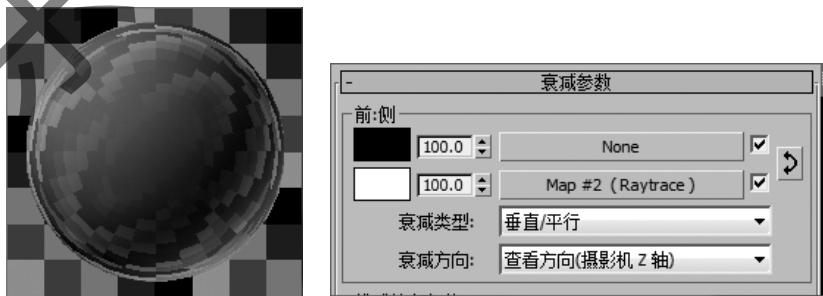 - 衰减参数
前:侧
100.0 None
100.0 Map #2 (Raytrace)
衰减类型: 垂直/平行
衰减方向: 查看方向(摄影机 Z 轴)